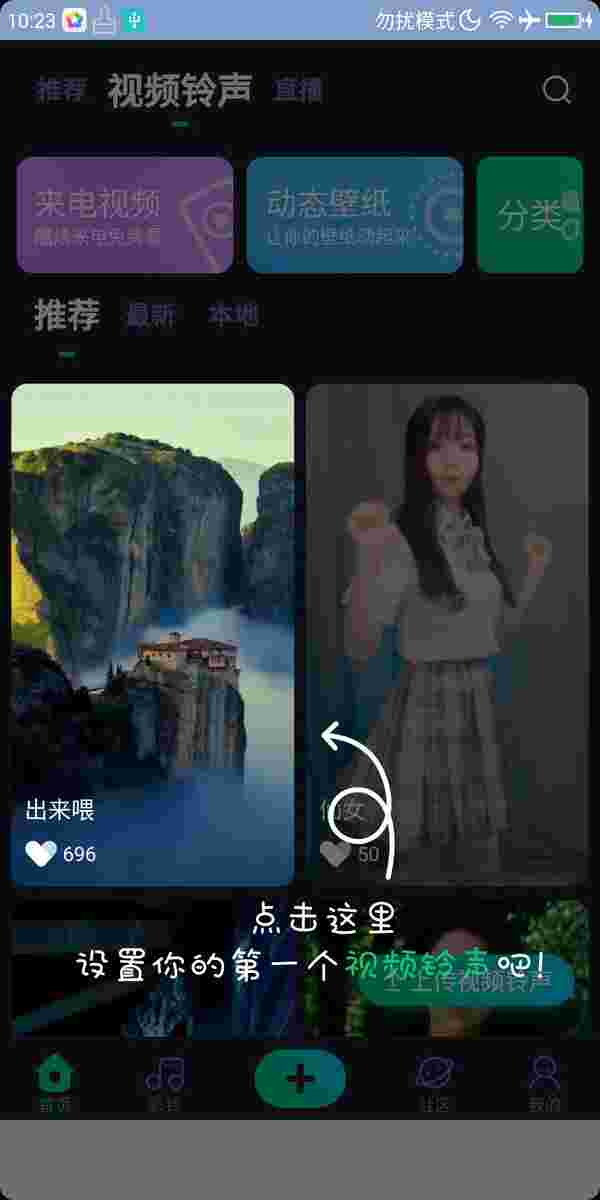 10:23 勿扰模式
推荐 视频铃声 直播
来电视频 动态壁纸 分类
酷炫来电免费看 让你的壁纸动起来!
推荐 最新 本地
出来喂 仙女
696 50
点击这里
设置你的第一个视频铃声吧!
上传视频铃声
首页 社区 我的